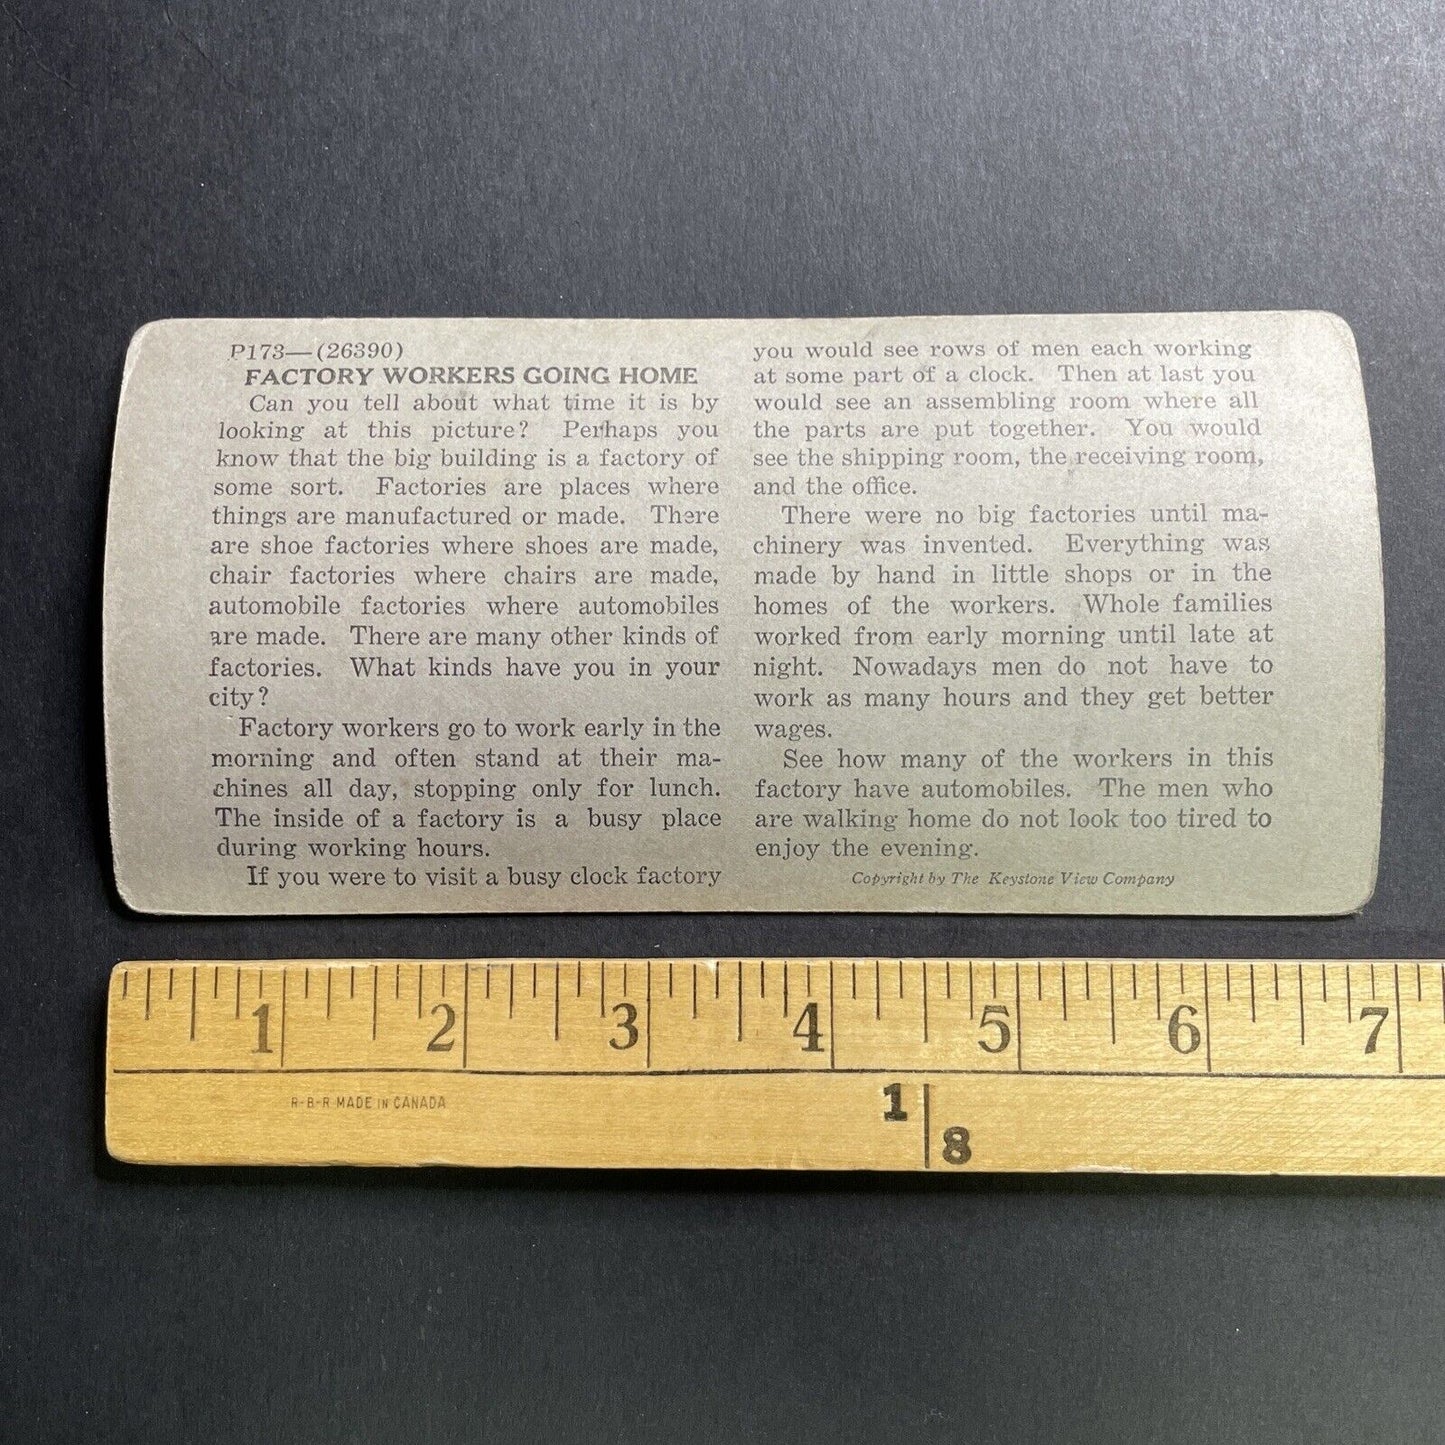 P173—(26390)
FACTORY WORKERS GOING HOME
Can you tell about what time it is by
looking at this picture? Perhaps you
know that the big building is a factory of
some sort. Factories are places where
things are manufactured or made. There
are shoe factories where shoes are made,
chair factories where chairs are made,
automobile factories where automobiles
are made. There are many other kinds of
factories. What kinds have you in your
city?
Factory workers go to work early in the
morning and often stand at their ma-
chines all day, stopping only for lunch.
The inside of a factory is a busy place
during working hours.
If you were to visit a busy clock factory
you would see rows of men each working
at some part of a clock. Then at last you
would see an assembling room where all
the parts are put together. You would
see the shipping room, the receiving room,
and the office.
There were no big factories until ma-
chinery was invented. Everything was
made by hand in little shops or in the
homes of the workers. Whole families
worked from early morning until late at
night. Nowadays men do not have to
work as many hours and they get better
wages.
See how many of the workers in this
factory have automobiles. The men who
are walking home do not look too tired to
enjoy the evening.
Copyright by The Keystone View Company
1 2 3 4 5 6 7
R-B-R MADE IN CANADA
1
8